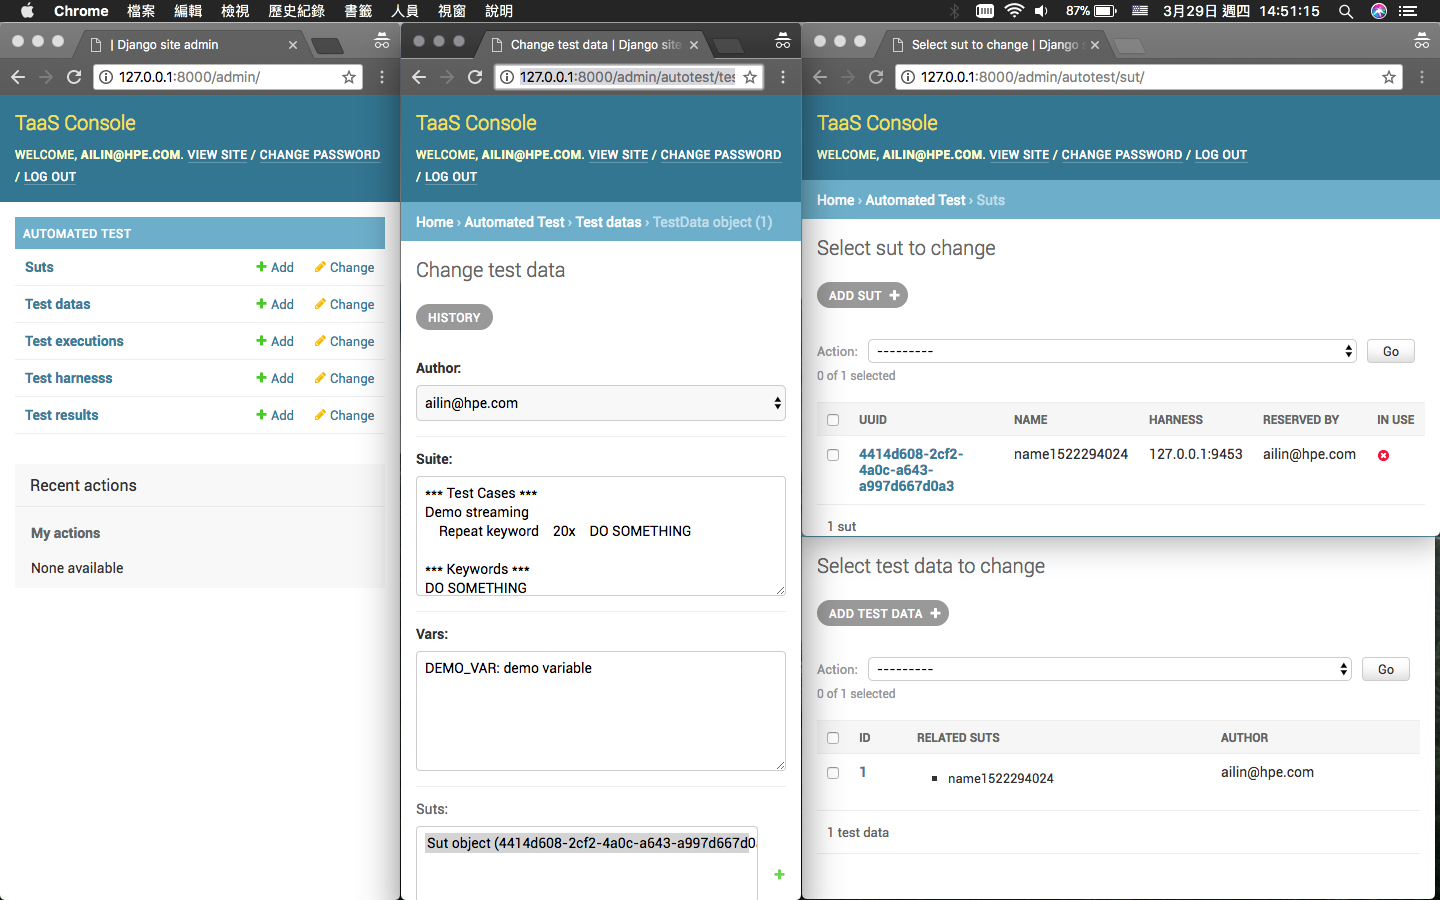 Chrome 檔案 編輯 檢視 歷史紀錄 書籤 人員 視窗 說明 87% 3月29日 週四 14:51:15
| Django site admin
127.0.0.1:8000/admin/
TaaS Console
WELCOME, AILIN@HPE.COM. VIEW SITE / CHANGE PASSWORD
/ LOG OUT
AUTOMATED TEST
Suts Add Change
Test datas Add Change
Test executions Add Change
Test harnesss Add Change
Test results Add Change
Recent actions
My actions
None available
Change test data | Django site
127.0.0.1:8000/admin/autotest/tes
TaaS Console
WELCOME, AILIN@HPE.COM. VIEW SITE / CHANGE PASSWORD
/ LOG OUT
Home › Automated Test › Test datas › TestData object (1)
Change test data
HISTORY
Author:
ailin@hpe.com
Suite:
*** Test Cases ***
Demo streaming
Repeat keyword 20x DO SOMETHING
*** Keywords ***
DO SOMETHING
Vars:
DEMO_VAR: demo variable
Suts:
Sut object (4414d608-2cf2-4a0c-a643-a997d667d0
Select sut to change | Django s
127.0.0.1:8000/admin/autotest/sut/
TaaS Console
WELCOME, AILIN@HPE.COM. VIEW SITE / CHANGE PASSWORD / LOG OUT
Home › Automated Test › Suts
Select sut to change
ADD SUT +
Action: --------- Go
0 of 1 selected
UUID NAME HARNESS RESERVED BY IN USE
4414d608-2cf2- name1522294024 127.0.0.1:9453 ailin@hpe.com
4a0c-a643-
a997d667d0a3
1 sut
Select test data to change
ADD TEST DATA +
Action: --------- Go
0 of 1 selected
ID RELATED SUTS AUTHOR
1 ▪ name1522294024 ailin@hpe.com
1 test data